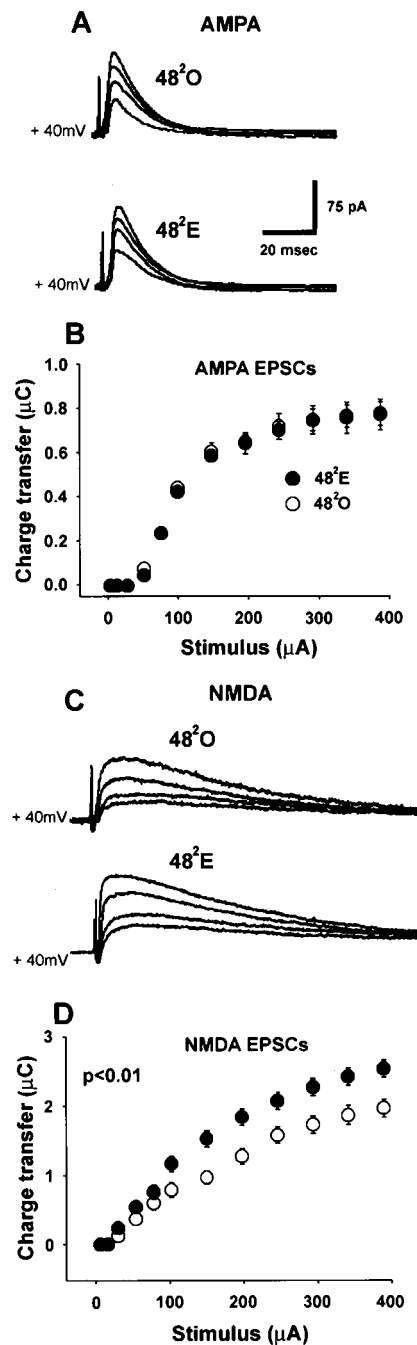 A
AMPA
48²O
+ 40mV
48²E
75 pA
20 msec
+ 40mV
B
AMPA EPSCs
Charge transfer (µC)
1.0
0.8
0.6
0.4
0.2
0.0
48²E
48²O
0 100 200 300 400
Stimulus (µA)
C
NMDA
48²O
+ 40mV
48²E
+ 40mV
D
NMDA EPSCs
p<0.01
Charge transfer (µC)
3
2
1
0
0 100 200 300 400
Stimulus (µA)